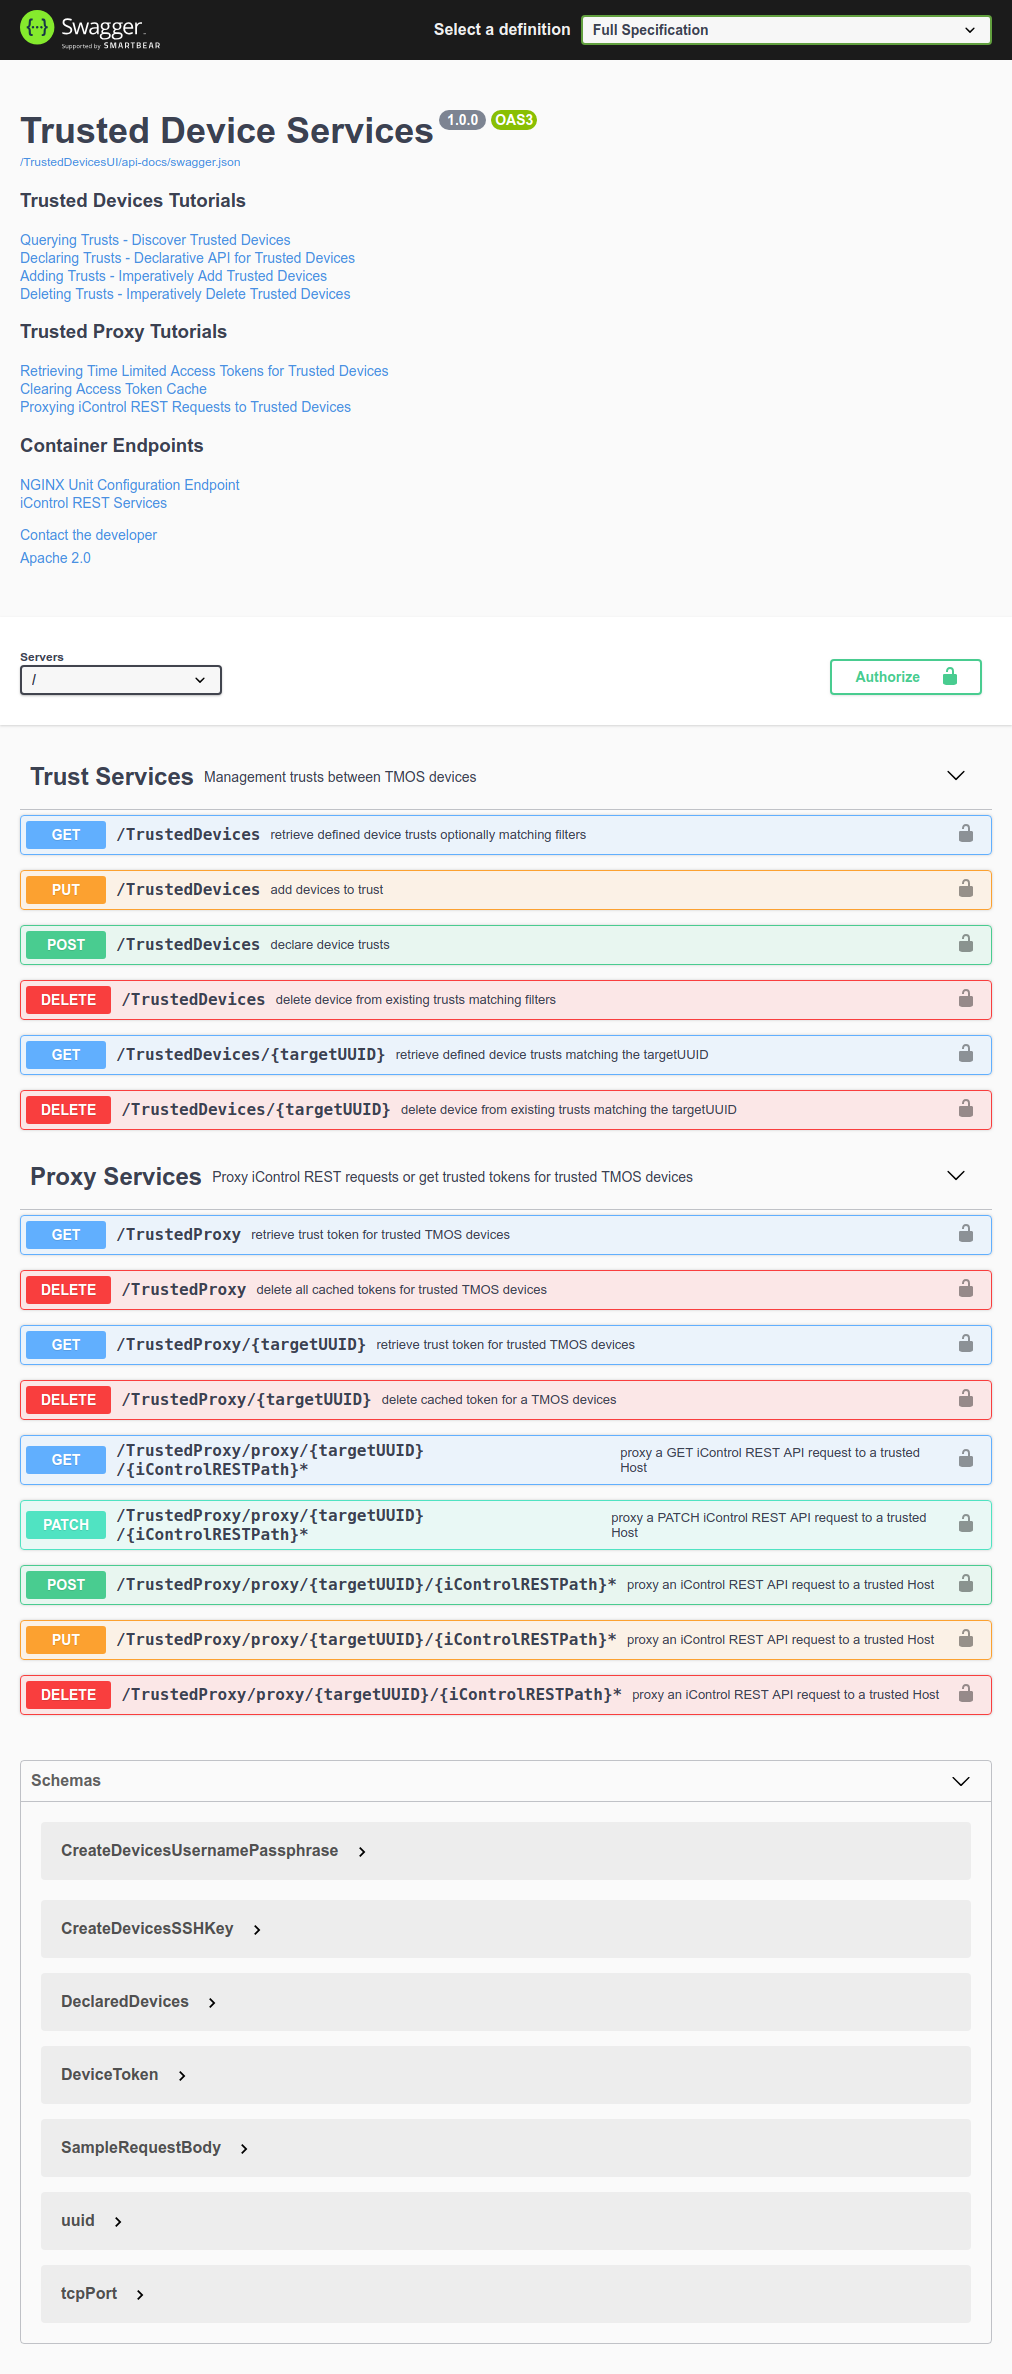 Swagger
Supported by SMARTBEAR
Select a definition
Full Specification
Trusted Device Services 1.0.0 OAS3
/TrustedDevicesUI/api-docs/swagger.json
Trusted Devices Tutorials
Querying Trusts - Discover Trusted Devices
Declaring Trusts - Declarative API for Trusted Devices
Adding Trusts - Imperatively Add Trusted Devices
Deleting Trusts - Imperatively Delete Trusted Devices
Trusted Proxy Tutorials
Retrieving Time Limited Access Tokens for Trusted Devices
Clearing Access Token Cache
Proxying iControl REST Requests to Trusted Devices
Container Endpoints
NGINX Unit Configuration Endpoint
iControl REST Services
Contact the developer
Apache 2.0
Servers
/
Authorize
Trust Services Management trusts between TMOS devices
GET /TrustedDevices retrieve defined device trusts optionally matching filters
PUT /TrustedDevices add devices to trust
POST /TrustedDevices declare device trusts
DELETE /TrustedDevices delete device from existing trusts matching filters
GET /TrustedDevices/{targetUUID} retrieve defined device trusts matching the targetUUID
DELETE /TrustedDevices/{targetUUID} delete device from existing trusts matching the targetUUID
Proxy Services Proxy iControl REST requests or get trusted tokens for trusted TMOS devices
GET /TrustedProxy retrieve trust token for trusted TMOS devices
DELETE /TrustedProxy delete all cached tokens for trusted TMOS devices
GET /TrustedProxy/{targetUUID} retrieve trust token for trusted TMOS devices
DELETE /TrustedProxy/{targetUUID} delete cached token for a TMOS devices
GET
/TrustedProxy/proxy/{targetUUID}
/{iControlRESTPath}*
proxy a GET iControl REST API request to a trusted
Host
PATCH
/TrustedProxy/proxy/{targetUUID}
/{iControlRESTPath}*
proxy a PATCH iControl REST API request to a trusted
Host
POST /TrustedProxy/proxy/{targetUUID}/{iControlRESTPath}* proxy an iControl REST API request to a trusted Host
PUT /TrustedProxy/proxy/{targetUUID}/{iControlRESTPath}* proxy an iControl REST API request to a trusted Host
DELETE /TrustedProxy/proxy/{targetUUID}/{iControlRESTPath}* proxy an iControl REST API request to a trusted Host
Schemas
CreateDevicesUsernamePassphrase
CreateDevicesSSHKey
DeclaredDevices
DeviceToken
SampleRequestBody
uuid
tcpPort